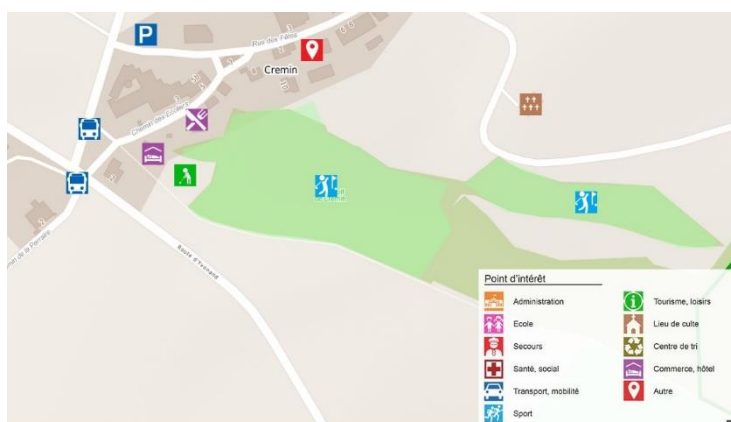 P
Rue des Fêtes
Cremin
Chemin des Ecoliers
Route d'Yvonand
Point d'intérêt
Administration
Ecole
Secours
Santé, social
Transport, mobilité
Sport
Tourisme, loisirs
Lieu de culte
Centre de tri
Commerce, hôtel
Autre